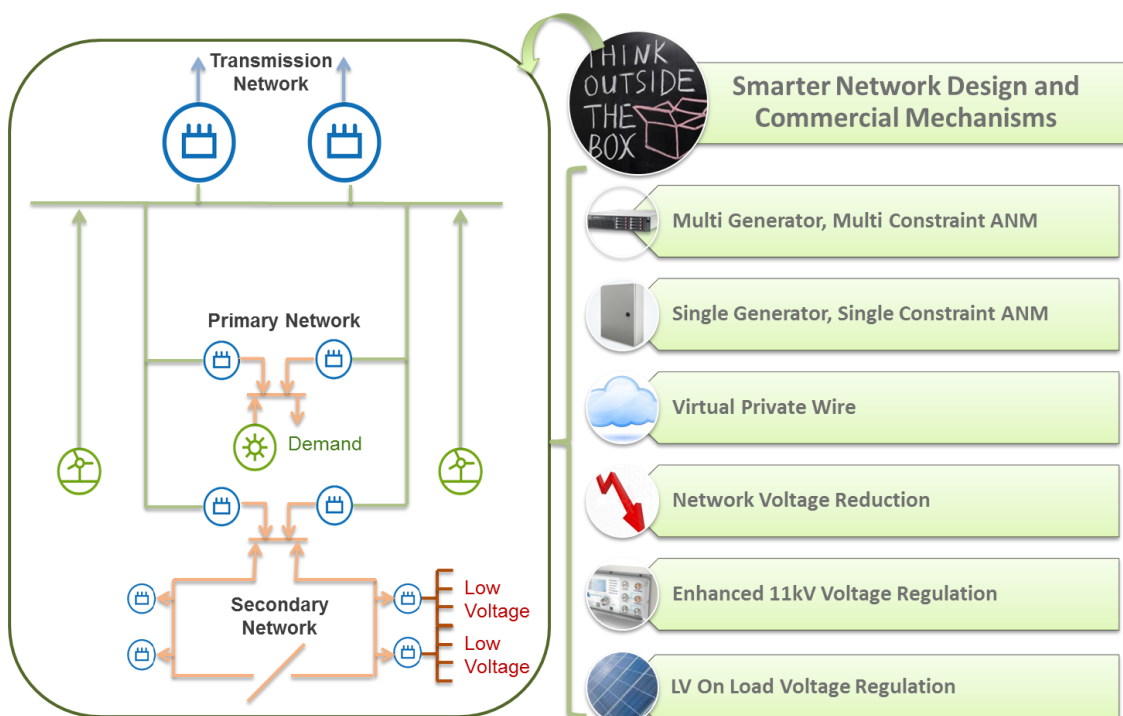 Transmission
Network
Primary Network
Demand
Secondary
Network
Low
Voltage
Low
Voltage
THINK
OUTSIDE
THE
BOX
Smarter Network Design and
Commercial Mechanisms
Multi Generator, Multi Constraint ANM
Single Generator, Single Constraint ANM
Virtual Private Wire
Network Voltage Reduction
Enhanced 11kV Voltage Regulation
LV On Load Voltage Regulation